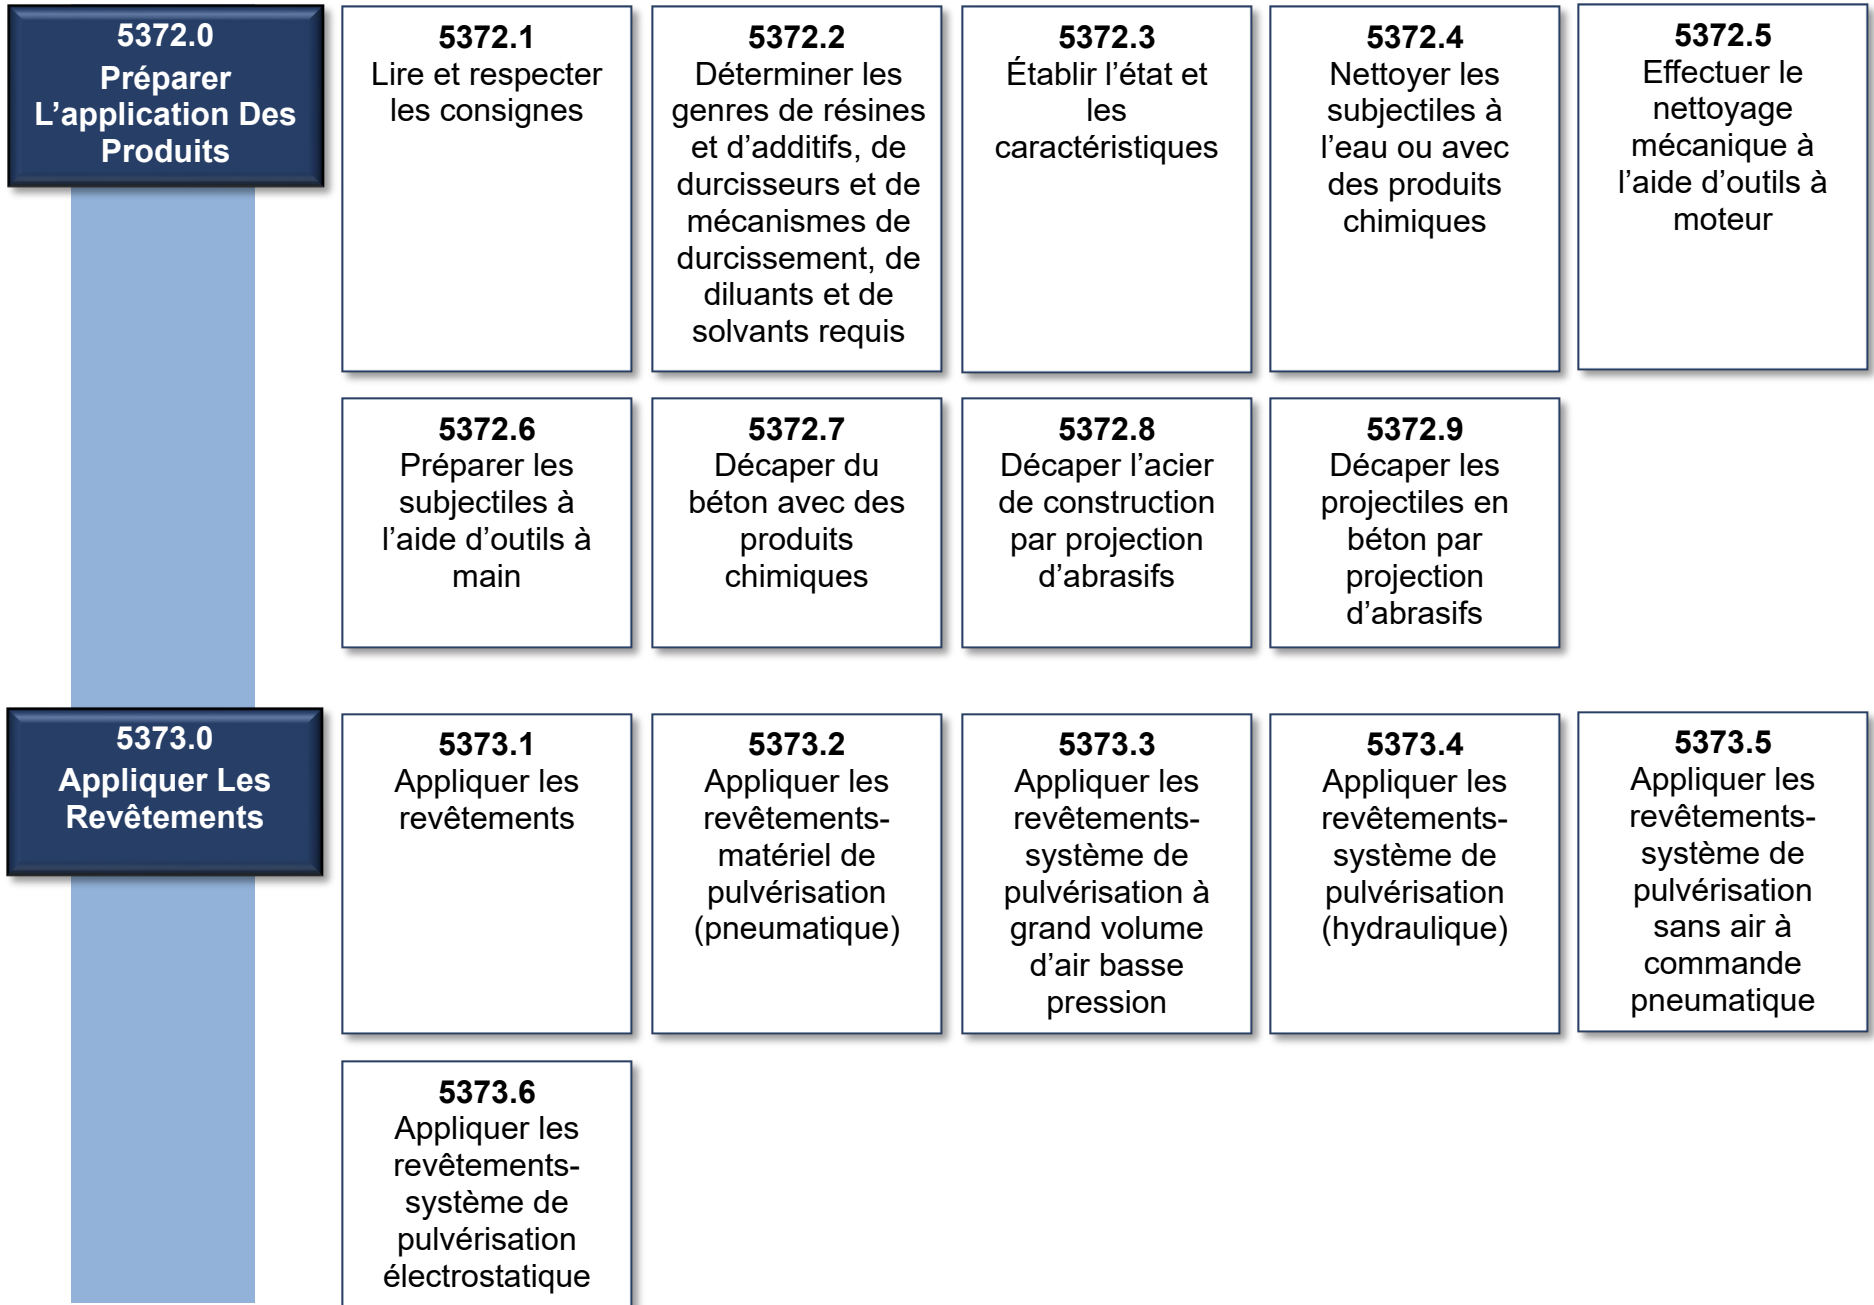 5372.0
Préparer
L’application Des
Produits
5372.1
Lire et respecter
les consignes
5372.2
Déterminer les
genres de résines
et d’additifs, de
durcisseurs et de
mécanismes de
durcissement, de
diluants et de
solvants requis
5372.3
Établir l’état et
les
caractéristiques
5372.4
Nettoyer les
subjectiles à
l’eau ou avec
des produits
chimiques
5372.5
Effectuer le
nettoyage
mécanique à
l’aide d’outils à
moteur
5372.6
Préparer les
subjectiles à
l’aide d’outils à
main
5372.7
Décaper du
béton avec des
produits
chimiques
5372.8
Décaper l’acier
de construction
par projection
d’abrasifs
5372.9
Décaper les
projectiles en
béton par
projection
d’abrasifs
5373.0
Appliquer Les
Revêtements
5373.1
Appliquer les
revêtements
5373.2
Appliquer les
revêtements-
matériel de
pulvérisation
(pneumatique)
5373.3
Appliquer les
revêtements-
système de
pulvérisation à
grand volume
d’air basse
pression
5373.4
Appliquer les
revêtements-
système de
pulvérisation
(hydraulique)
5373.5
Appliquer les
revêtements-
système de
pulvérisation
sans air à
commande
pneumatique
5373.6
Appliquer les
revêtements-
système de
pulvérisation
électrostatique